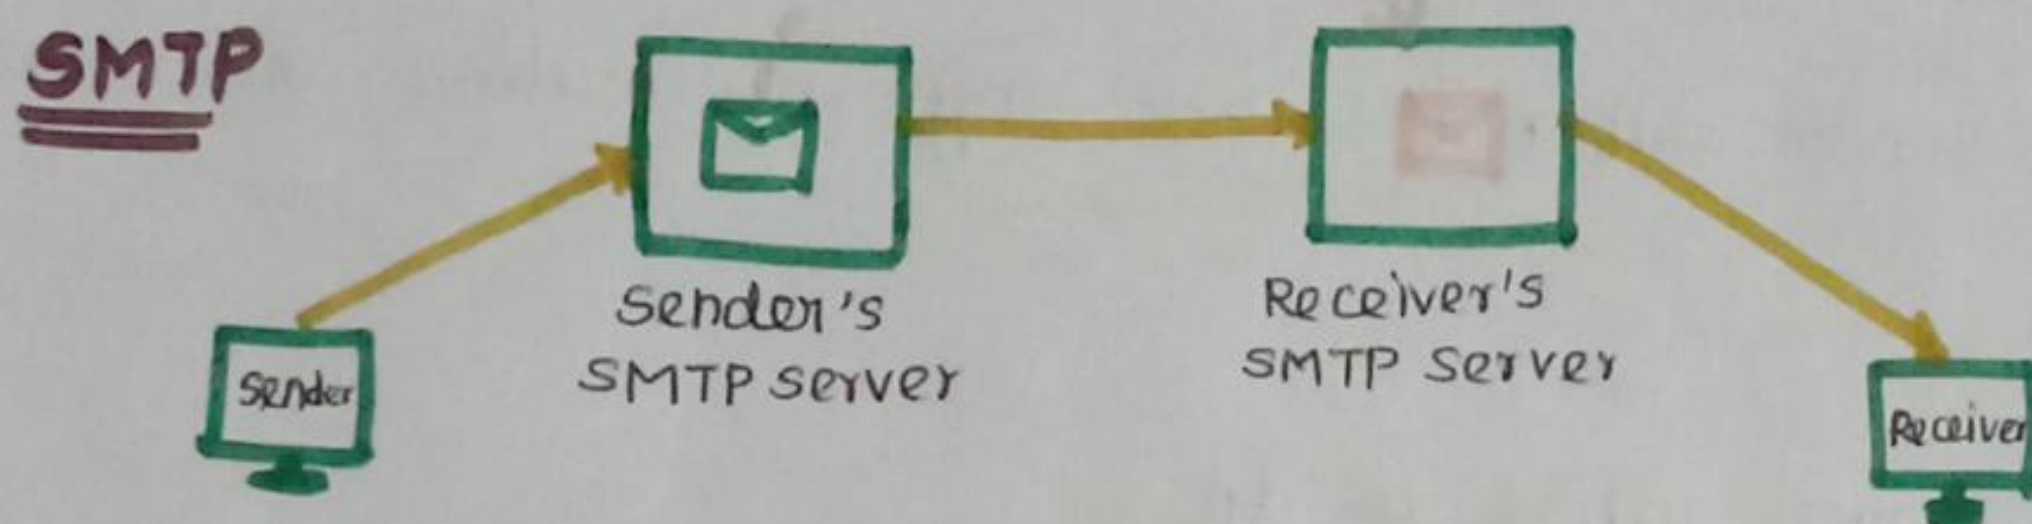 SMTP
Sender's
SMTP server
Receiver's
SMTP Server
Sender
Receiver